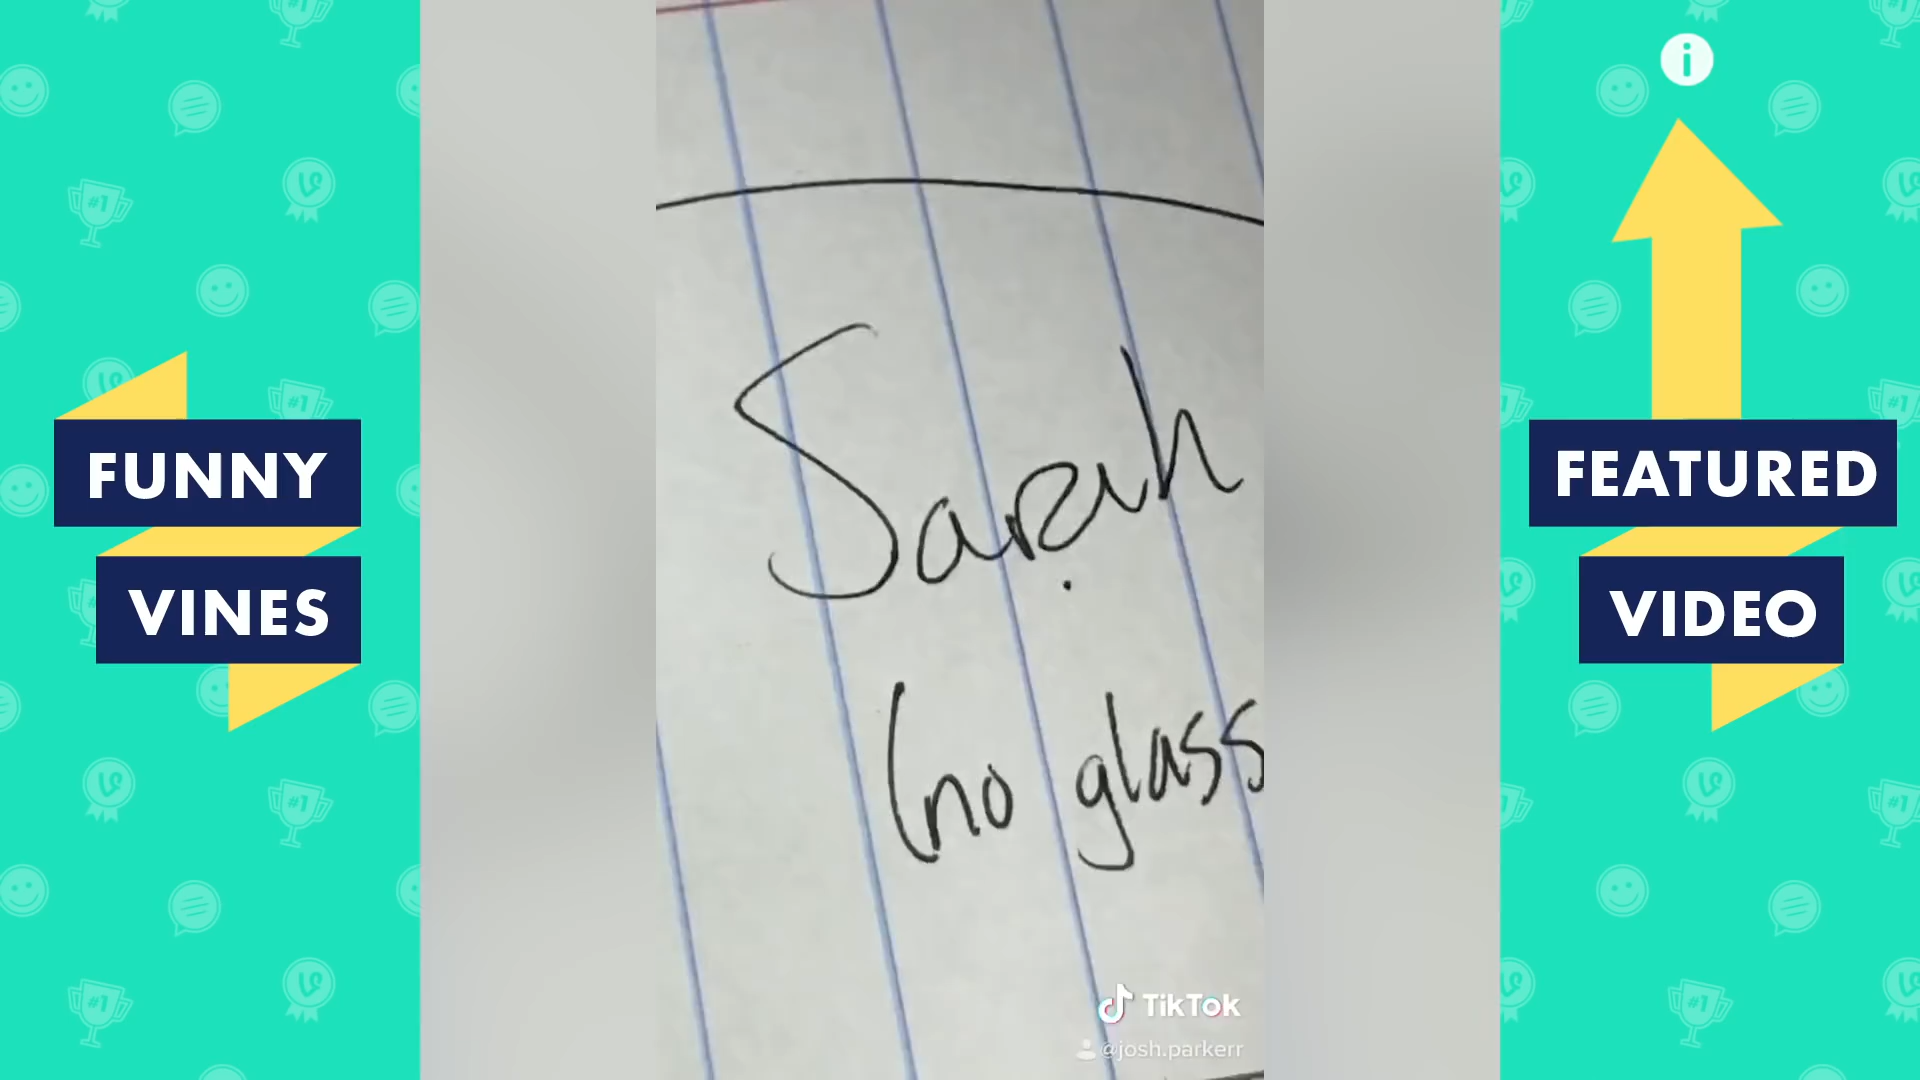 FUNNY
VINES
Sarah
(no glass
TikTok
@josh.parkerr
FEATURED
VIDEO